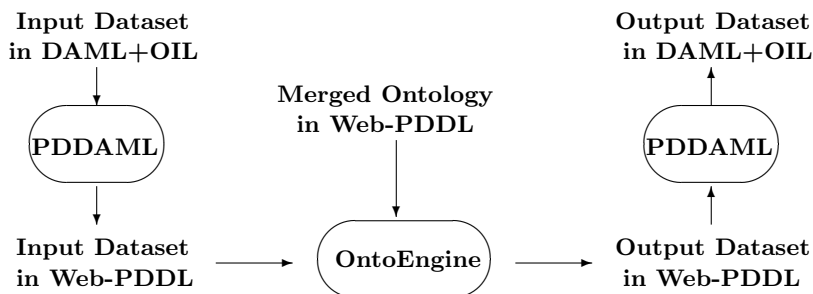 Input Dataset
in DAML+OIL
PDDAML
Input Dataset
in Web-PDDL
Merged Ontology
in Web-PDDL
OntoEngine
Output Dataset
in DAML+OIL
PDDAML
Output Dataset
in Web-PDDL